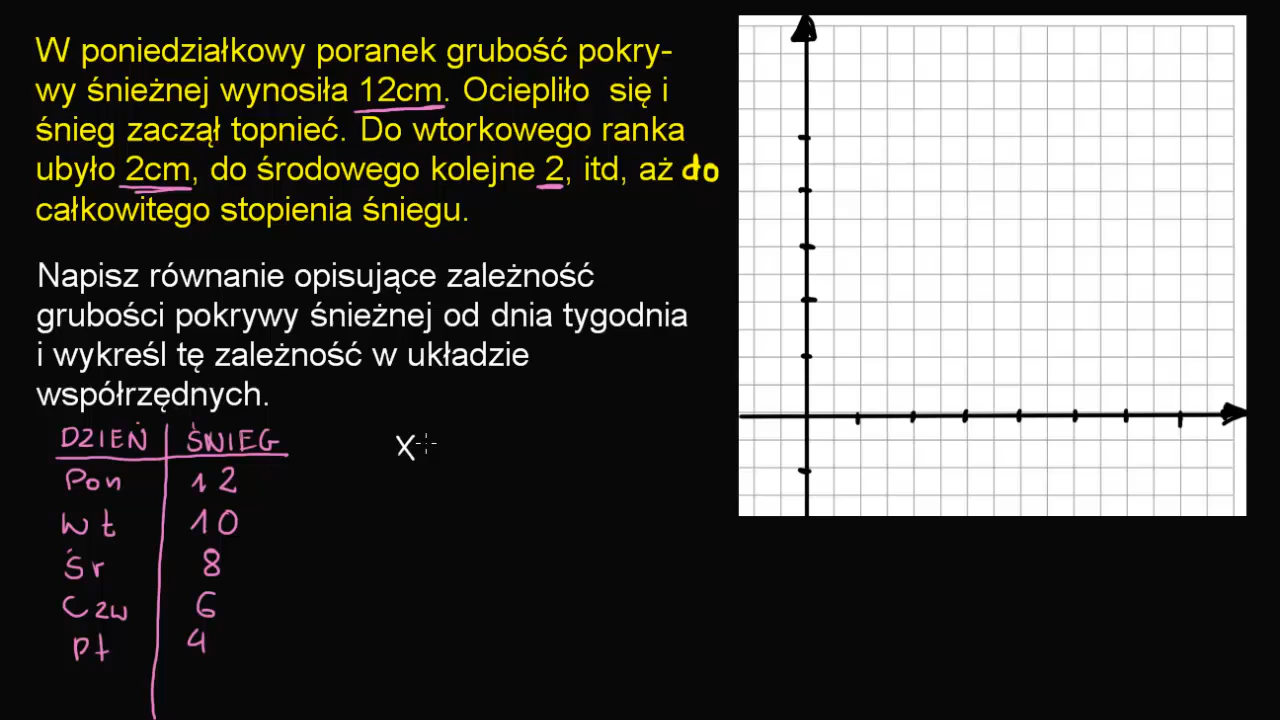 W poniedziałkowy poranek grubość pokry-
wy śnieżnej wynosiła 12cm. Ociepliło się i
śnieg zaczął topnieć. Do wtorkowego ranka
ubyło 2cm, do środowego kolejne 2, itd, aż do
całkowitego stopienia śniegu.
Napisz równanie opisujące zależność
grubości pokrywy śnieżnej od dnia tygodnia
i wykreśl tę zależność w układzie
współrzędnych.
DZIEŃ ŚNIEG
Pon 12
Wt 10
Śr 8
Czw 6
Pt 4
X